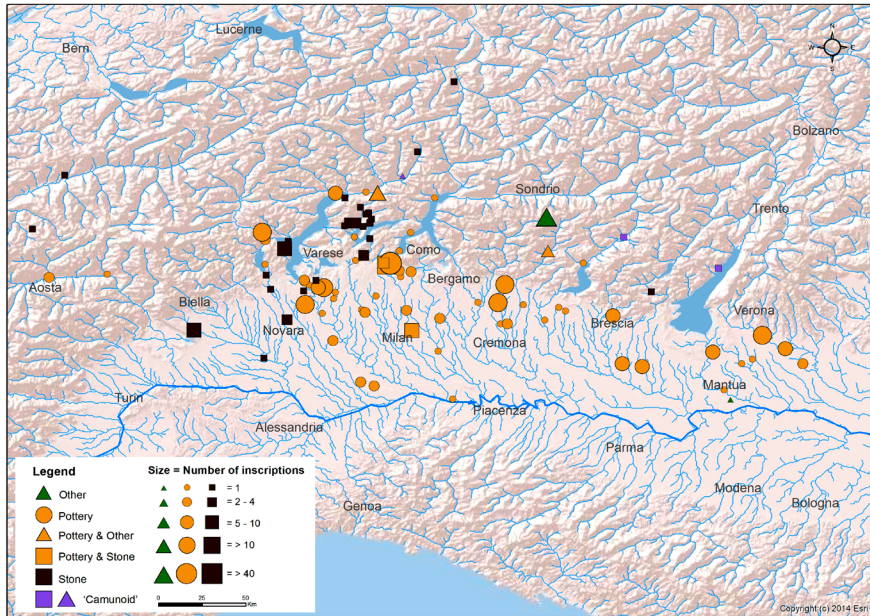 Lucerne
Bern
N
W E
S
Bolzano
Sondrio
Trento
Varese
Como
Aosta
Bergamo
Biella
Verona
Novara
Brescia
Milan
Cremona
Mantua
Turin
Piacenza
Alessandria
Parma
Modena
Genoa
Bologna
Legend
Other
Pottery
Pottery & Other
Pottery & Stone
Stone
'Camunoid'
Size = Number of inscriptions
= 1
= 2 - 4
= 5 - 10
= > 10
= > 40
0 25 50
Km
Copyright (c) 2014 Esri